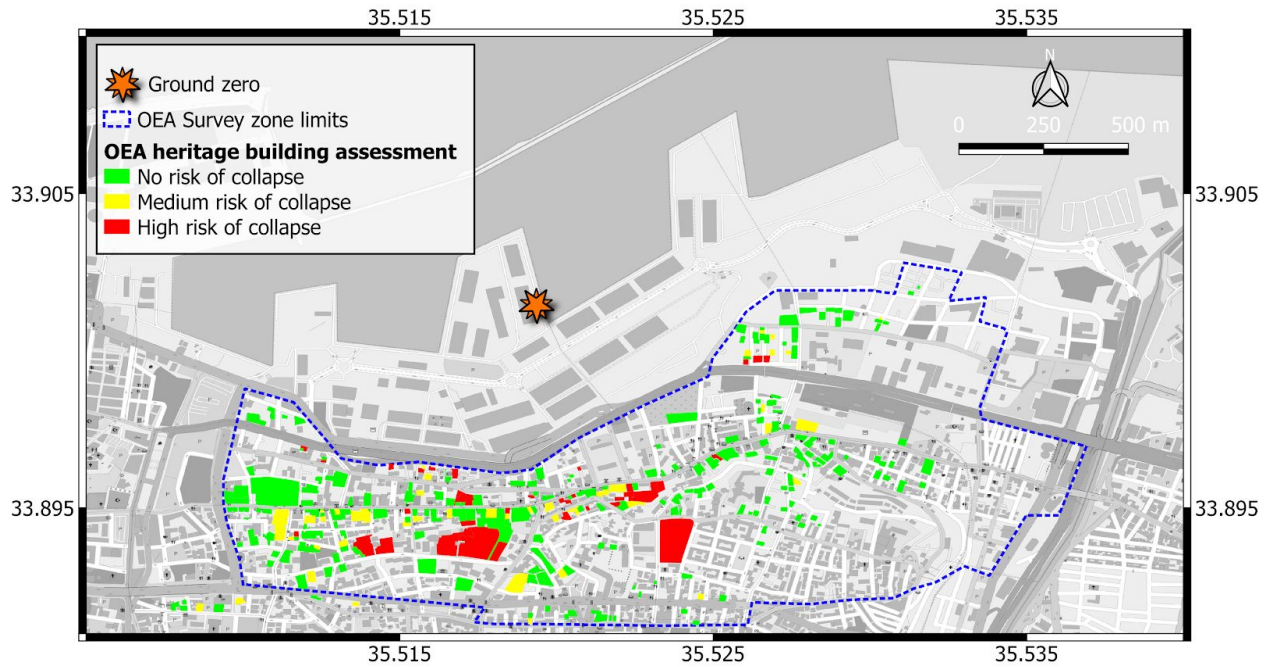 35.515 35.525 35.535
Ground zero
OEA Survey zone limits
OEA heritage building assessment
No risk of collapse
Medium risk of collapse
High risk of collapse
N
0 250 500 m
33.905 33.905
33.895 33.895
35.515 35.525 35.535